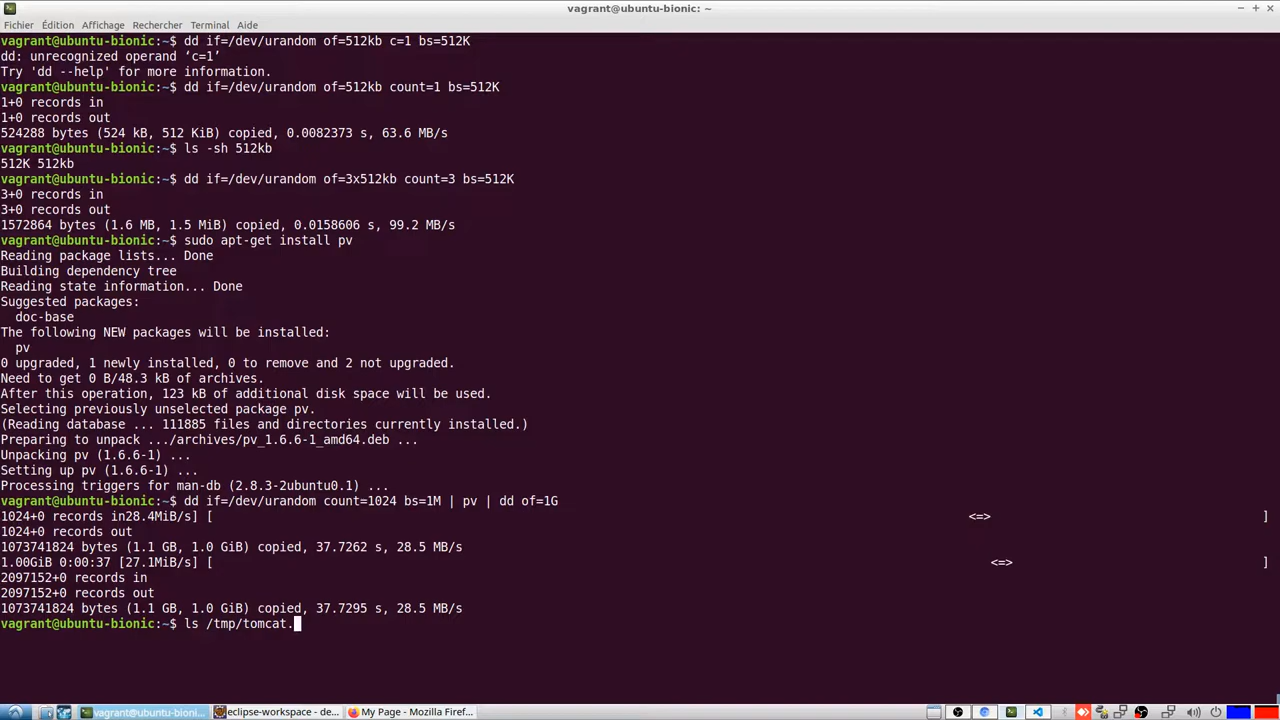 vagrant@ubuntu-bionic: ~
Fichier Édition Affichage Rechercher Terminal Aide
vagrant@ubuntu-bionic:~$ dd if=/dev/urandom of=512kb c=1 bs=512K
dd: unrecognized operand ‘c=1’
Try 'dd --help' for more information.
vagrant@ubuntu-bionic:~$ dd if=/dev/urandom of=512kb count=1 bs=512K
1+0 records in
1+0 records out
524288 bytes (524 kB, 512 KiB) copied, 0.0082373 s, 63.6 MB/s
vagrant@ubuntu-bionic:~$ ls -sh 512kb
512K 512kb
vagrant@ubuntu-bionic:~$ dd if=/dev/urandom of=3x512kb count=3 bs=512K
3+0 records in
3+0 records out
1572864 bytes (1.6 MB, 1.5 MiB) copied, 0.0158606 s, 99.2 MB/s
vagrant@ubuntu-bionic:~$ sudo apt-get install pv
Reading package lists... Done
Building dependency tree
Reading state information... Done
Suggested packages:
  doc-base
The following NEW packages will be installed:
  pv
0 upgraded, 1 newly installed, 0 to remove and 2 not upgraded.
Need to get 0 B/48.3 kB of archives.
After this operation, 123 kB of additional disk space will be used.
Selecting previously unselected package pv.
(Reading database ... 111885 files and directories currently installed.)
Preparing to unpack .../archives/pv_1.6.6-1_amd64.deb ...
Unpacking pv (1.6.6-1) ...
Setting up pv (1.6.6-1) ...
Processing triggers for man-db (2.8.3-2ubuntu0.1) ...
vagrant@ubuntu-bionic:~$ dd if=/dev/urandom count=1024 bs=1M | pv | dd of=1G
1024+0 records in28.4MiB/s] [ <=> ]
1024+0 records out
1073741824 bytes (1.1 GB, 1.0 GiB) copied, 37.7262 s, 28.5 MB/s
1.00GiB 0:00:37 [27.1MiB/s] [ <=> ]
2097152+0 records in
2097152+0 records out
1073741824 bytes (1.1 GB, 1.0 GiB) copied, 37.7295 s, 28.5 MB/s
vagrant@ubuntu-bionic:~$ ls /tmp/tomcat.
vagrant@ubuntu-bioni... eclipse-workspace - de... My Page - Mozilla Firef...